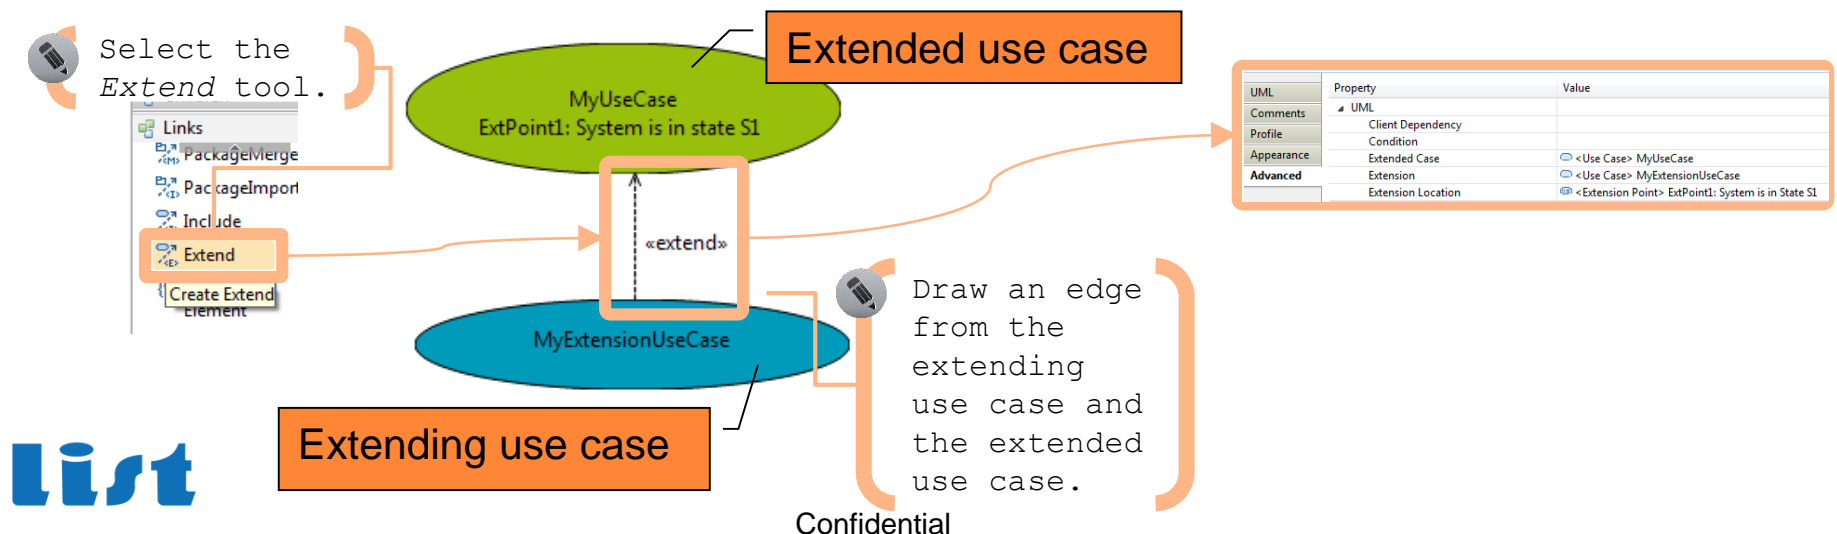 Select the
Extend tool.
Links
PackageMerge
PackageImport
Include
Extend
Create Extend
Element
Extended use case
MyUseCase
ExtPoint1: System is in state S1
«extend»
MyExtensionUseCase
Extending use case
Draw an edge
from the
extending
use case and
the extended
use case.
UML
Comments
Profile
Appearance
Advanced
Property Value
UML
Client Dependency
Condition
Extended Case <Use Case> MyUseCase
Extension <Use Case> MyExtensionUseCase
Extension Location <Extension Point> ExtPoint1: System is in State S1
list
Confidential